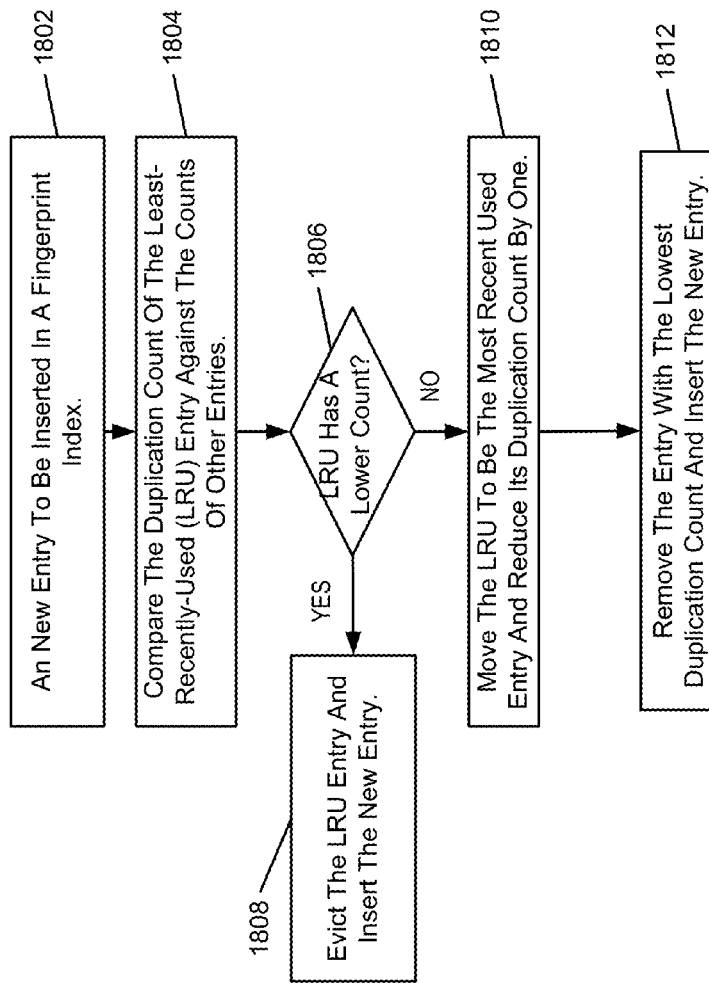 1802
An New Entry To Be Inserted In A Fingerprint
Index.
1804
Compare The Duplication Count Of The Least-
Recently-Used (LRU) Entry Against The Counts
Of Other Entries.
1806
LRU Has A
Lower Count?
YES
NO
1808
Evict The LRU Entry And
Insert The New Entry.
1810
Move The LRU To Be The Most Recent Used
Entry And Reduce Its Duplication Count By One.
1812
Remove The Entry With The Lowest
Duplication Count And Insert The New Entry.